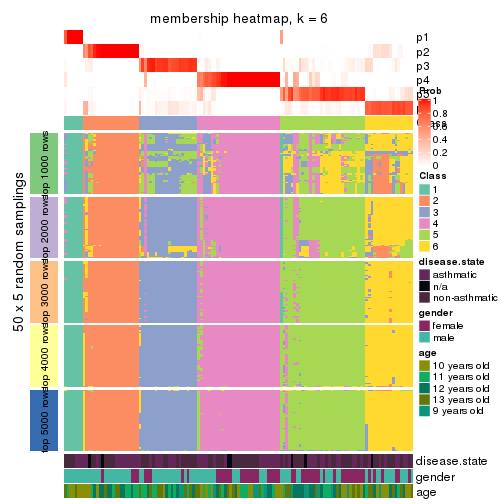 membership heatmap, k = 6
p1
p2
p3
p4
Prob
1
0.8
0.6
0.4
0.2
0
Class
1
2
3
4
5
6
disease.state
asthmatic
n/a
non-asthmatic
gender
female
male
age
10 years old
11 years old
12 years old
13 years old
9 years old
50 x 5 random samplings
top 1000 rows
top 2000 rows
top 3000 rows
top 4000 rows
top 5000 rows
disease.state
gender
age